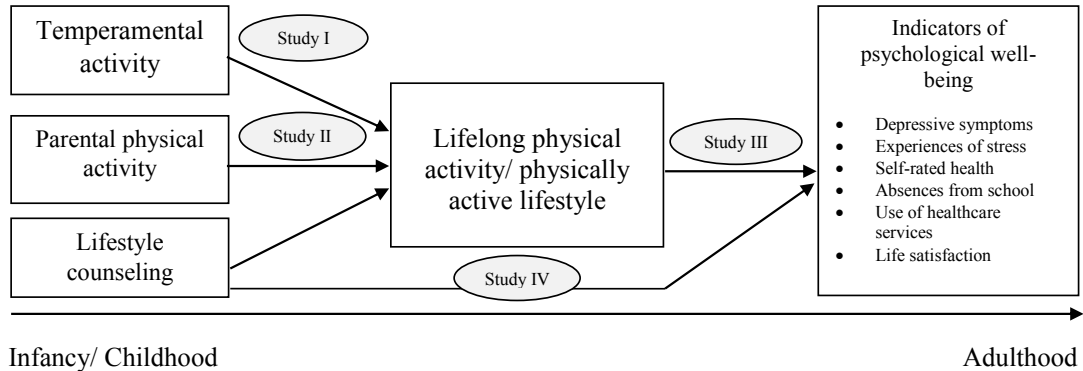 Temperamental
activity
Study I
Parental physical
activity
Study II
Lifestyle
counseling
Lifelong physical
activity/ physically
active lifestyle
Study III
Study IV
Indicators of
psychological well-
being
• Depressive symptoms
• Experiences of stress
• Self-rated health
• Absences from school
• Use of healthcare
services
• Life satisfaction
Infancy/ Childhood
Adulthood